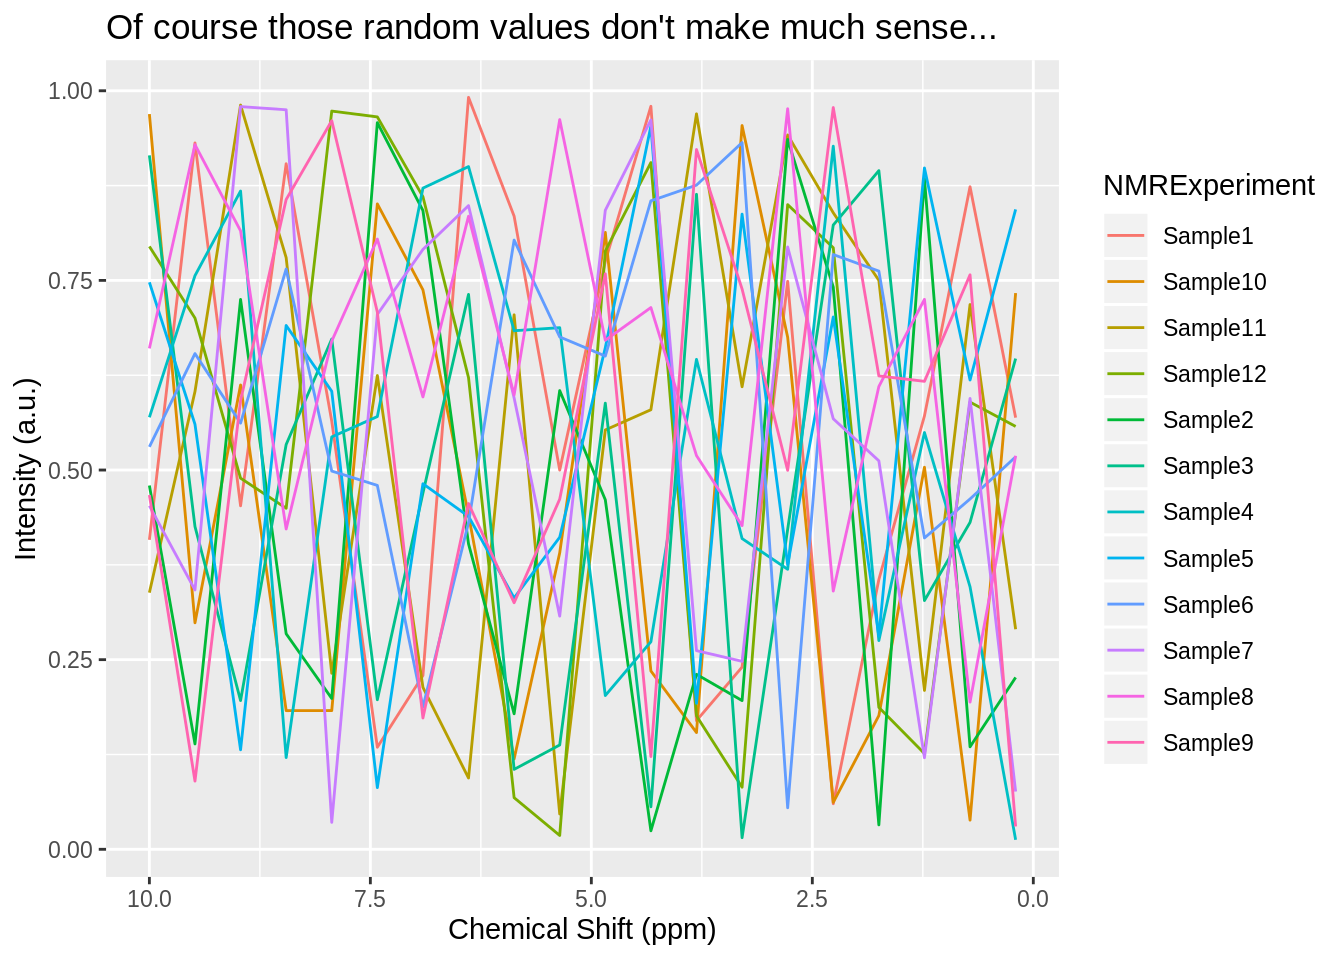 Of course those random values don't make much sense...
1.00
0.75
0.50
0.25
0.00
Intensity (a.u.)
10.0 7.5 5.0 2.5 0.0
Chemical Shift (ppm)
NMRExperiment
Sample1
Sample10
Sample11
Sample12
Sample2
Sample3
Sample4
Sample5
Sample6
Sample7
Sample8
Sample9